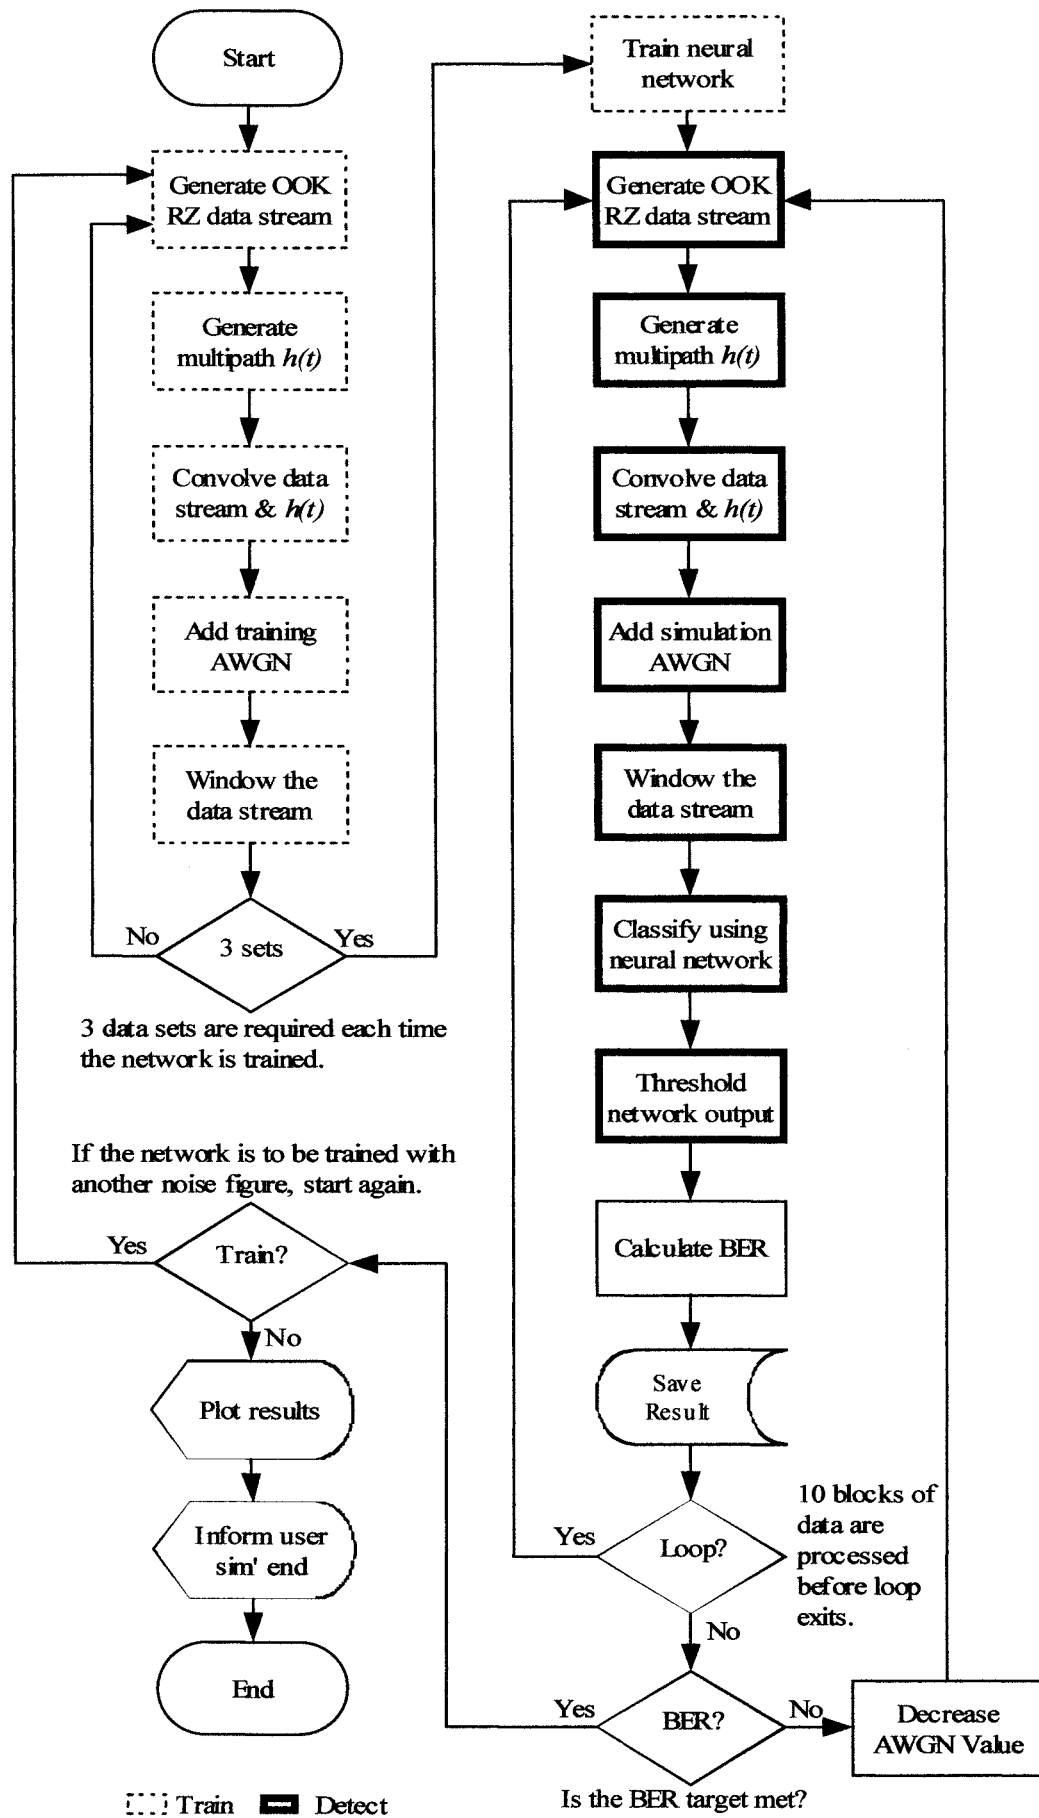 Start
Generate OOK
RZ data stream
Generate
multipath h(t)
Convolve data
stream & h(t)
Add training
AWGN
Window the
data stream
3 sets
No
Yes
3 data sets are required each time
the network is trained.
If the network is to be trained with
another noise figure, start again.
Train?
Yes
No
Plot results
Inform user
sim' end
End
Train neural
network
Generate OOK
RZ data stream
Generate
multipath h(t)
Convolve data
stream & h(t)
Add simulation
AWGN
Window the
data stream
Classify using
neural network
Threshold
network output
Calculate BER
Save
Result
Loop?
Yes
No
10 blocks of
data are
processed
before loop
exits.
BER?
Yes
No
Decrease
AWGN Value
Is the BER target met?
Train
Detect